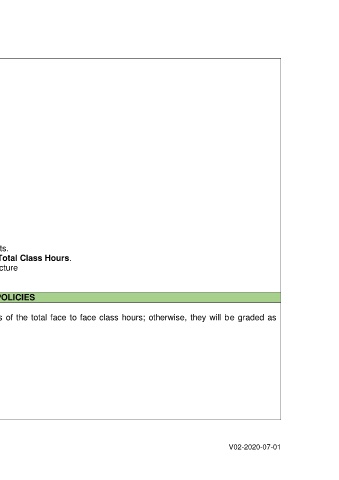 ts.
Total Class Hours.
cture
POLICIES
s of the total face to face class hours; otherwise, they will be graded as
V02-2020-07-01